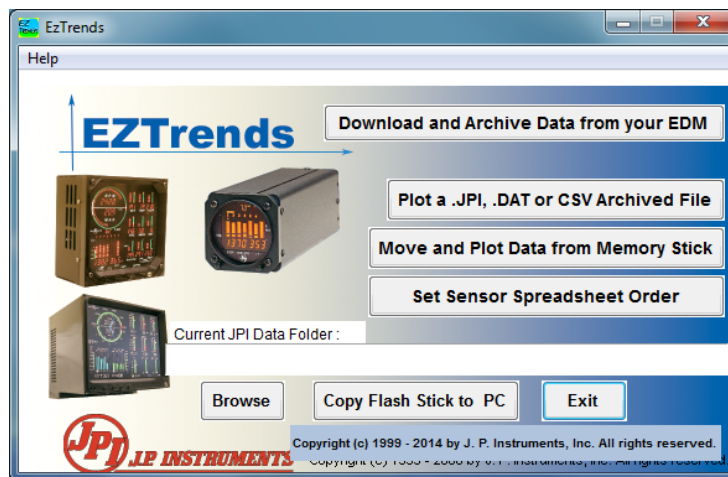 EzTrends
Help
EZTrends
Download and Archive Data from your EDM
Plot a .JPI, .DAT or CSV Archived File
Move and Plot Data from Memory Stick
Set Sensor Spreadsheet Order
Current JPI Data Folder :
Browse
Copy Flash Stick to PC
Exit
JPI
J.P INSTRUMENTS
Copyright (c) 1999 - 2014 by J. P. Instruments, Inc. All rights reserved.